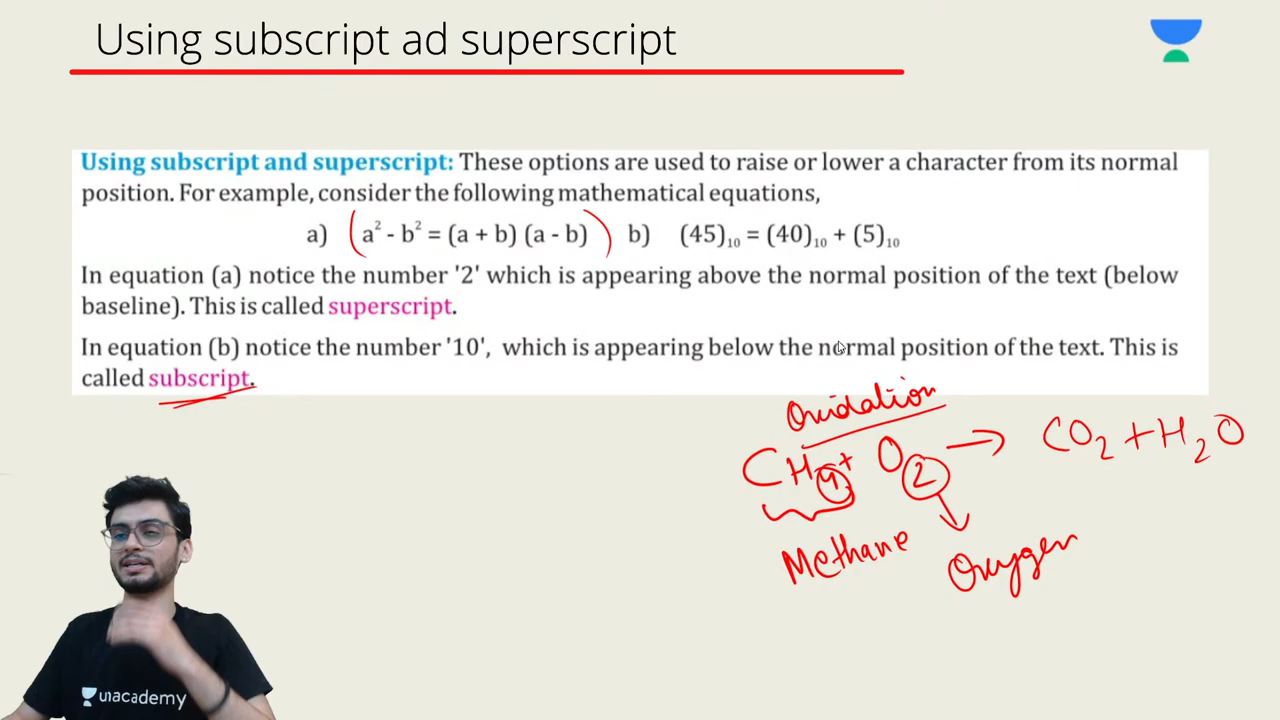 Using subscript ad superscript
Using subscript and superscript: These options are used to raise or lower a character from its normal
position. For example, consider the following mathematical equations,
a) (a² - b² = (a + b) (a - b)) b) (45)₁₀ = (40)₁₀ + (5)₁₀
In equation (a) notice the number '2' which is appearing above the normal position of the text (below
baseline). This is called superscript.
In equation (b) notice the number '10', which is appearing below the normal position of the text. This is
called subscript.
Oxidation
CH₄ + O₂ → CO₂ + H₂O
Methane Oxygen
unacademy